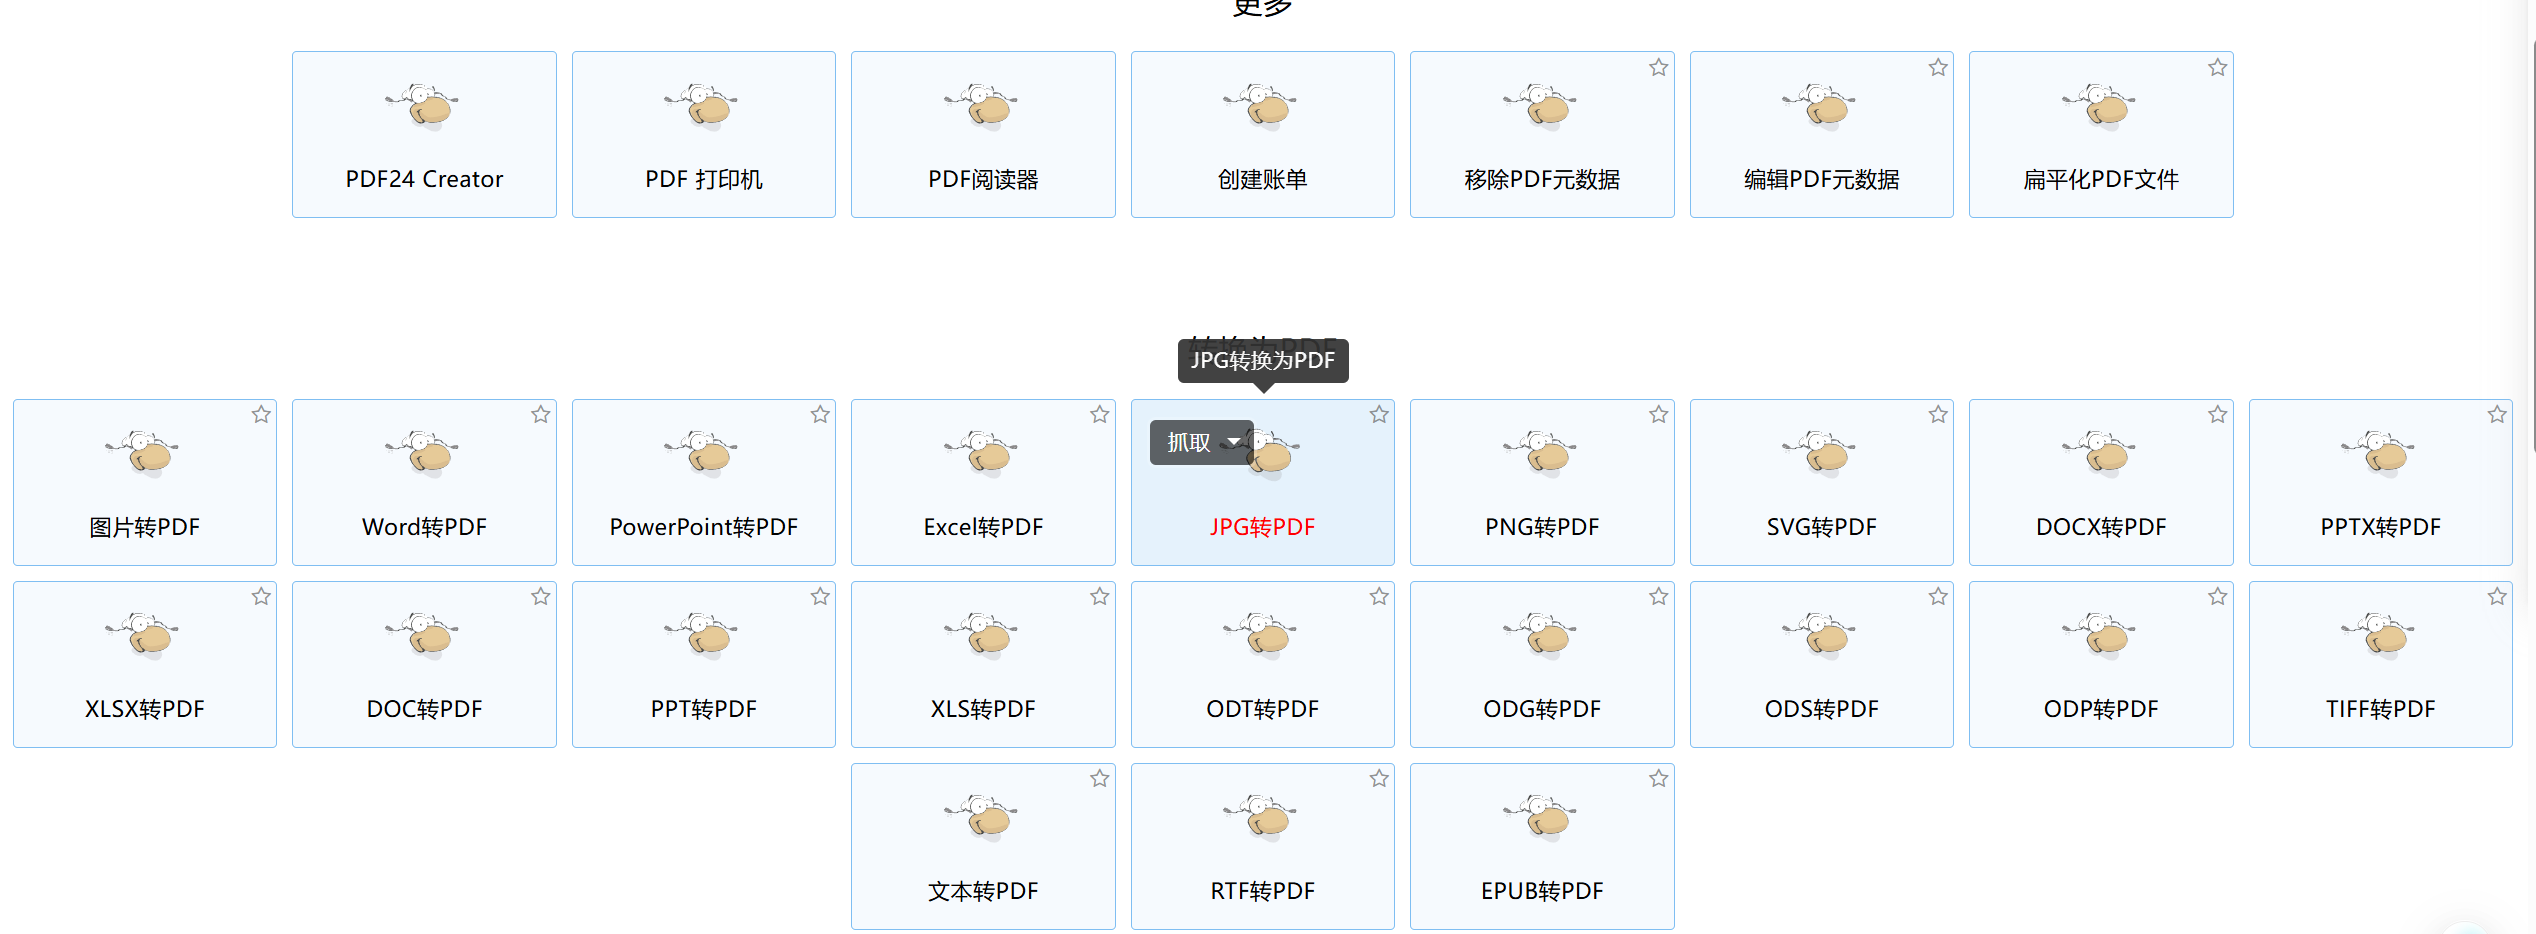 更多
PDF24 Creator
PDF 打印机
PDF阅读器
创建账单
移除PDF元数据
编辑PDF元数据
扁平化PDF文件
转换为PDF
JPG转换为PDF
抓取
图片转PDF
Word转PDF
PowerPoint转PDF
Excel转PDF
JPG转PDF
PNG转PDF
SVG转PDF
DOCX转PDF
PPTX转PDF
XLSX转PDF
DOC转PDF
PPT转PDF
XLS转PDF
ODT转PDF
ODG转PDF
ODS转PDF
ODP转PDF
TIFF转PDF
文本转PDF
RTF转PDF
EPUB转PDF